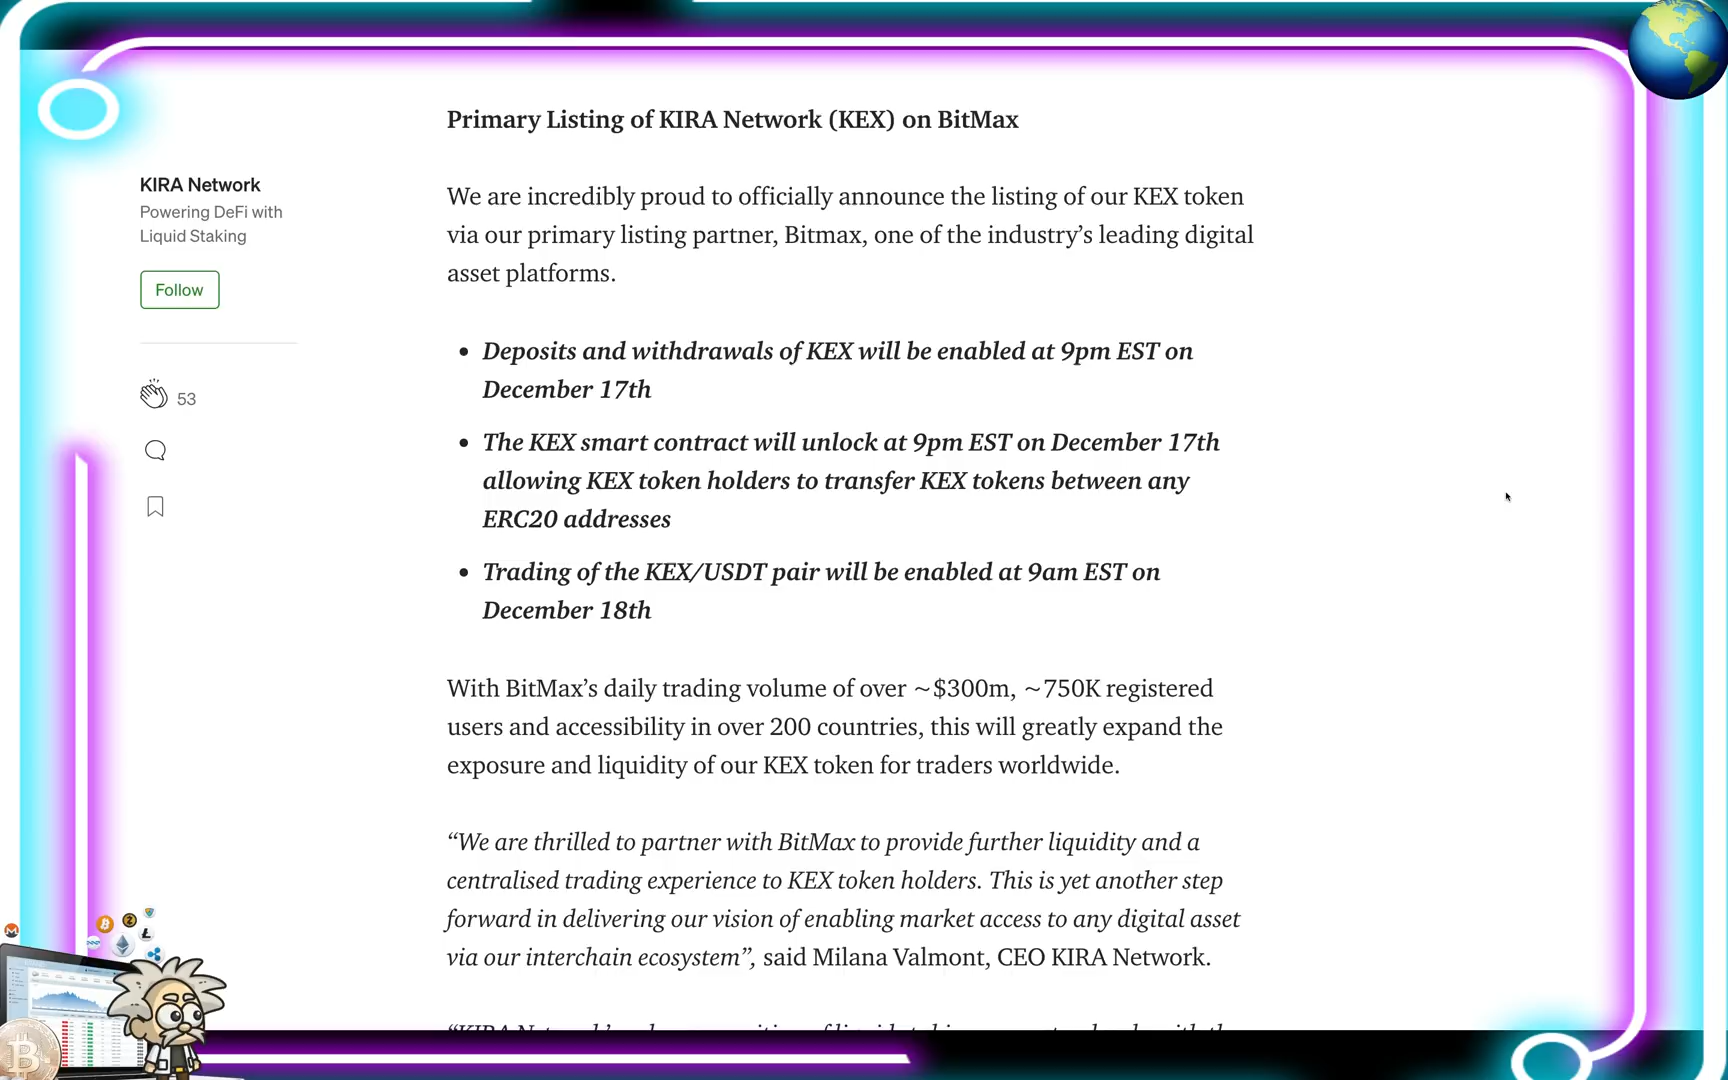 Primary Listing of KIRA Network (KEX) on BitMax
KIRA Network
Powering DeFi with
Liquid Staking
Follow
53
We are incredibly proud to officially announce the listing of our KEX token
via our primary listing partner, Bitmax, one of the industry’s leading digital
asset platforms.
• Deposits and withdrawals of KEX will be enabled at 9pm EST on
December 17th
• The KEX smart contract will unlock at 9pm EST on December 17th
allowing KEX token holders to transfer KEX tokens between any
ERC20 addresses
• Trading of the KEX/USDT pair will be enabled at 9am EST on
December 18th
With BitMax’s daily trading volume of over ~$300m, ~750K registered
users and accessibility in over 200 countries, this will greatly expand the
exposure and liquidity of our KEX token for traders worldwide.
“We are thrilled to partner with BitMax to provide further liquidity and a
centralised trading experience to KEX token holders. This is yet another step
forward in delivering our vision of enabling market access to any digital asset
via our interchain ecosystem”, said Milana Valmont, CEO KIRA Network.